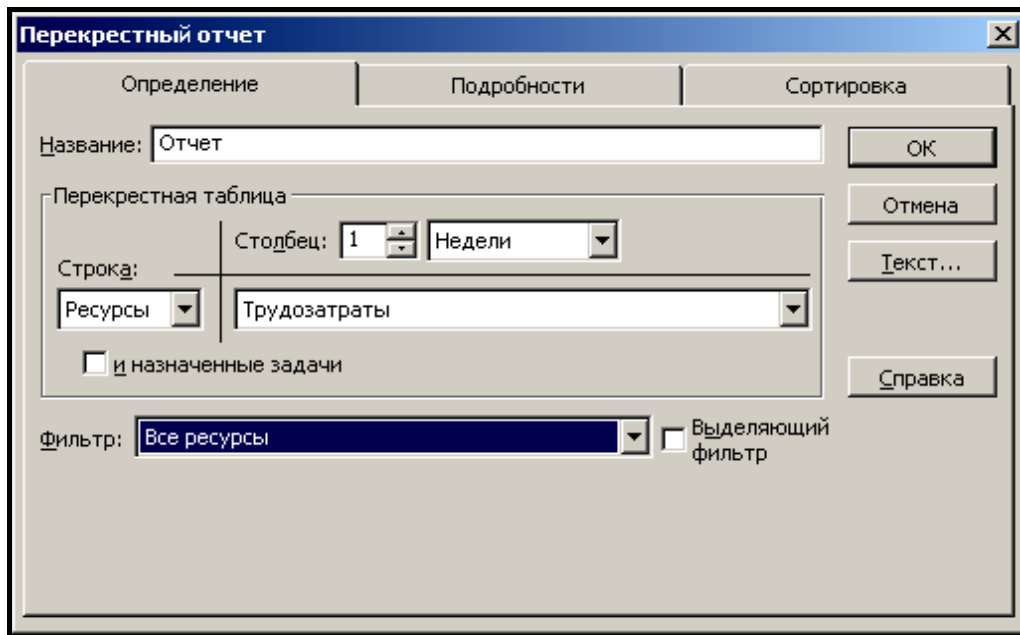 Перекрестный отчет
Определение Подробности Сортировка
Название: Отчет
ОК
Перекрестная таблица
Отмена
Столбец: 1 Недели
Текст...
Строка:
Ресурсы Трудозатраты
и назначенные задачи
Справка
Фильтр: Все ресурсы
Выделяющий
фильтр